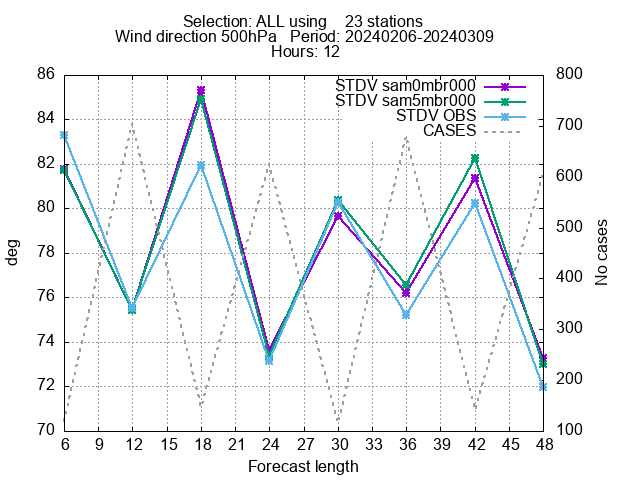 Selection: ALL using    23 stations
Wind direction 500hPa   Period: 20240206-20240309
Hours: 12
86 800
STDV sam0mbr000
STDV sam5mbr000
STDV OBS
CASES
84 700
82 600
80 500
78 400
76 300
74 200
72 100
70
deg
No cases
6 9 12 15 18 21 24 27 30 33 36 39 42 45 48
Forecast length